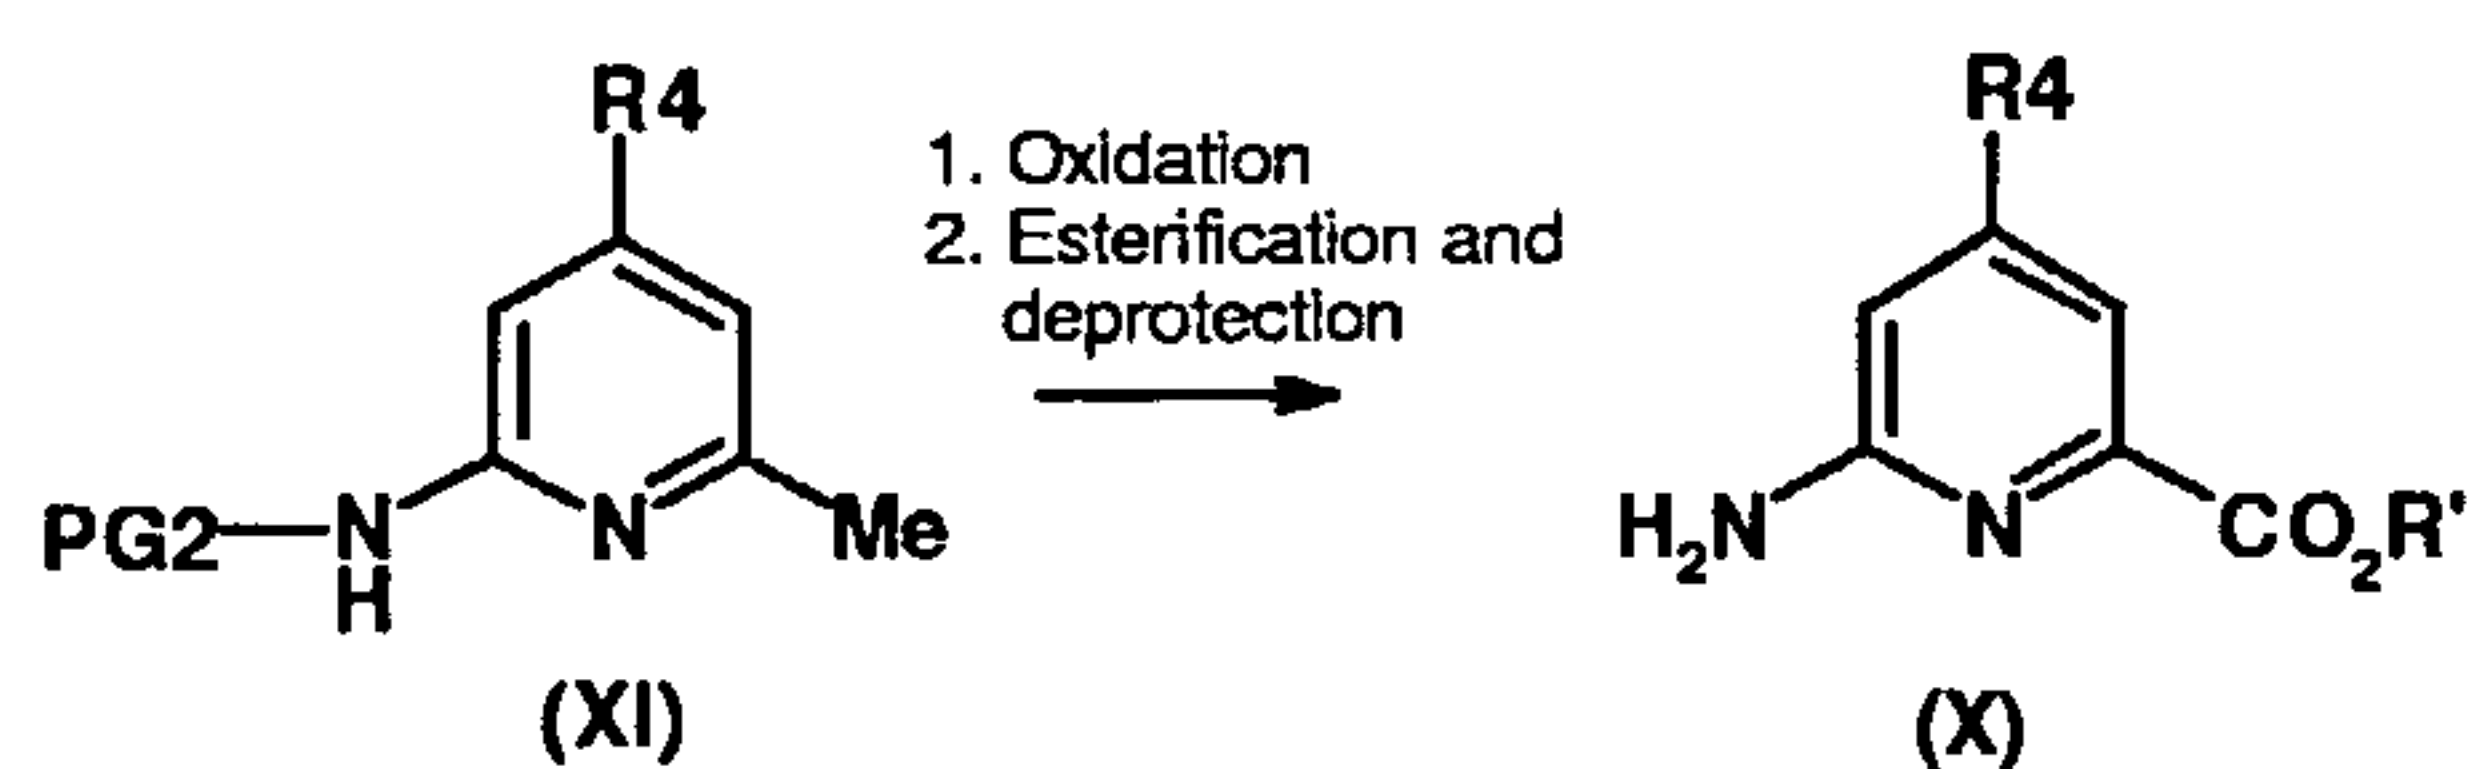 R4
1. Oxidation
2. Esterification and
deprotection
PG2 N N Me
H
(XI)
R4
H2N N CO2R'
(X)